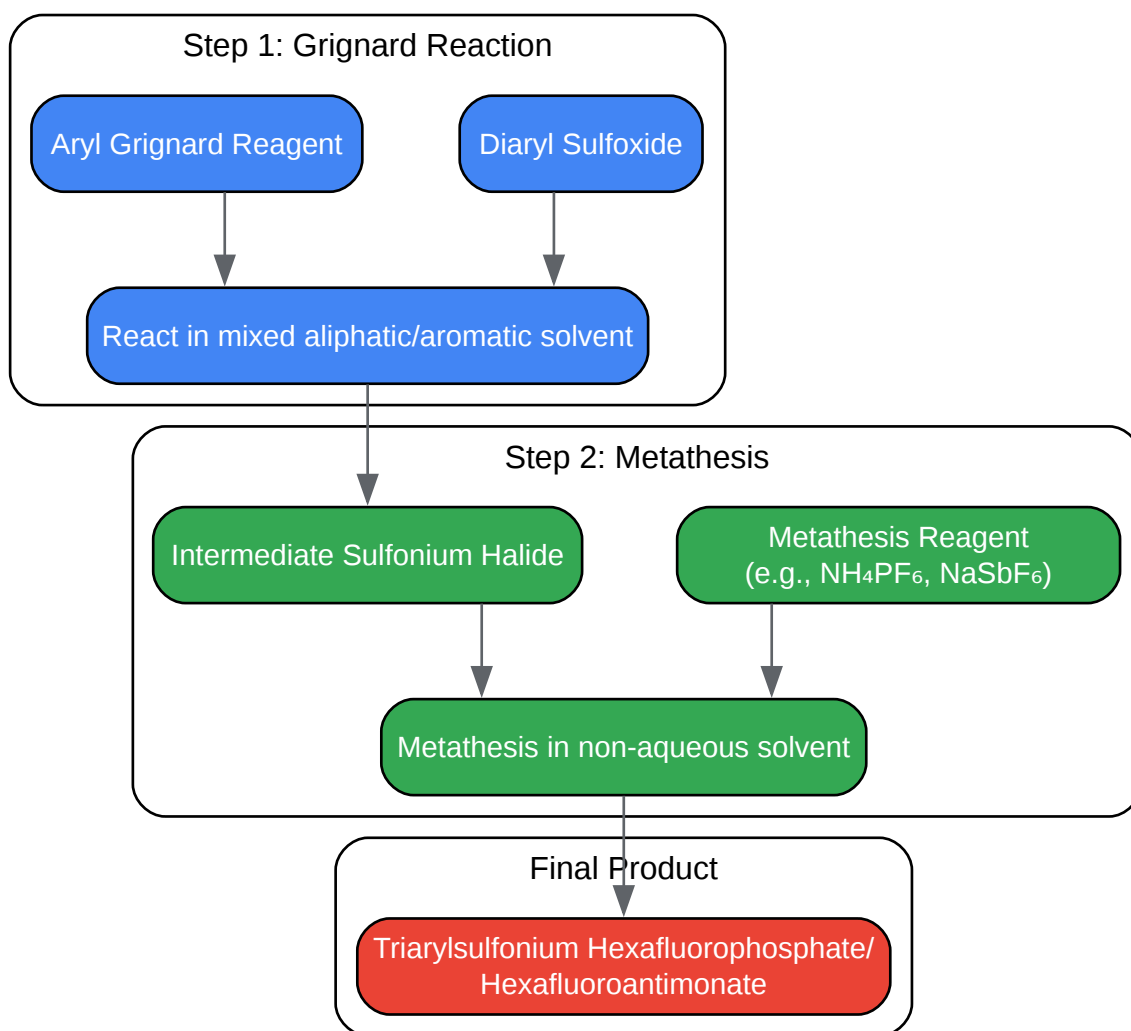 Step 1: Grignard Reaction
Aryl Grignard Reagent
Diaryl Sulfoxide
React in mixed aliphatic/aromatic solvent
Step 2: Metathesis
Intermediate Sulfonium Halide
Metathesis Reagent
(e.g., NH₄PF₆, NaSbF₆)
Metathesis in non-aqueous solvent
Final Product
Triarylsulfonium Hexafluorophosphate/
Hexafluoroantimonate